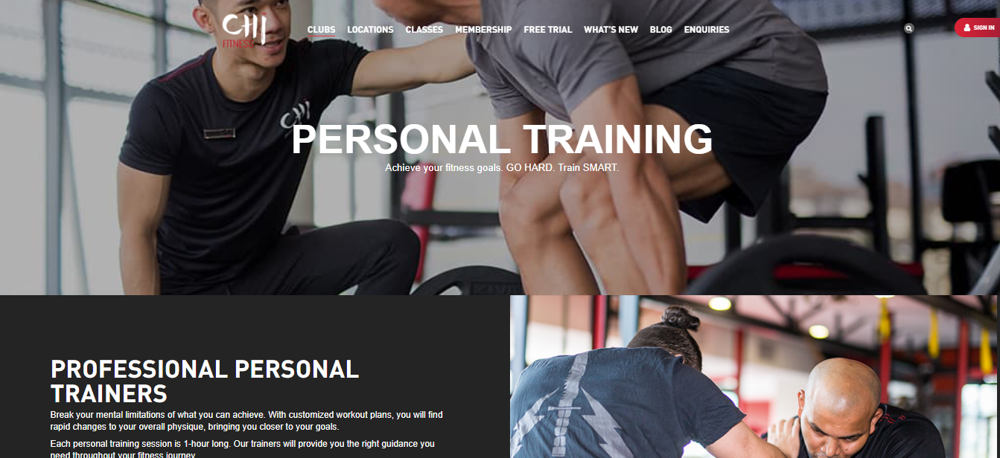 CHi
FITNESS
CLUBS LOCATIONS CLASSES MEMBERSHIP FREE TRIAL WHAT'S NEW BLOG ENQUIRIES
SIGN IN
PERSONAL TRAINING
Achieve your fitness goals. GO HARD. Train SMART.
PROFESSIONAL PERSONAL
TRAINERS
Break your mental limitations of what you can achieve. With customized workout plans, you will find
rapid changes to your overall physique, bringing you closer to your goals.
Each personal training session is 1-hour long. Our trainers will provide you the right guidance you
need throughout your fitness journey